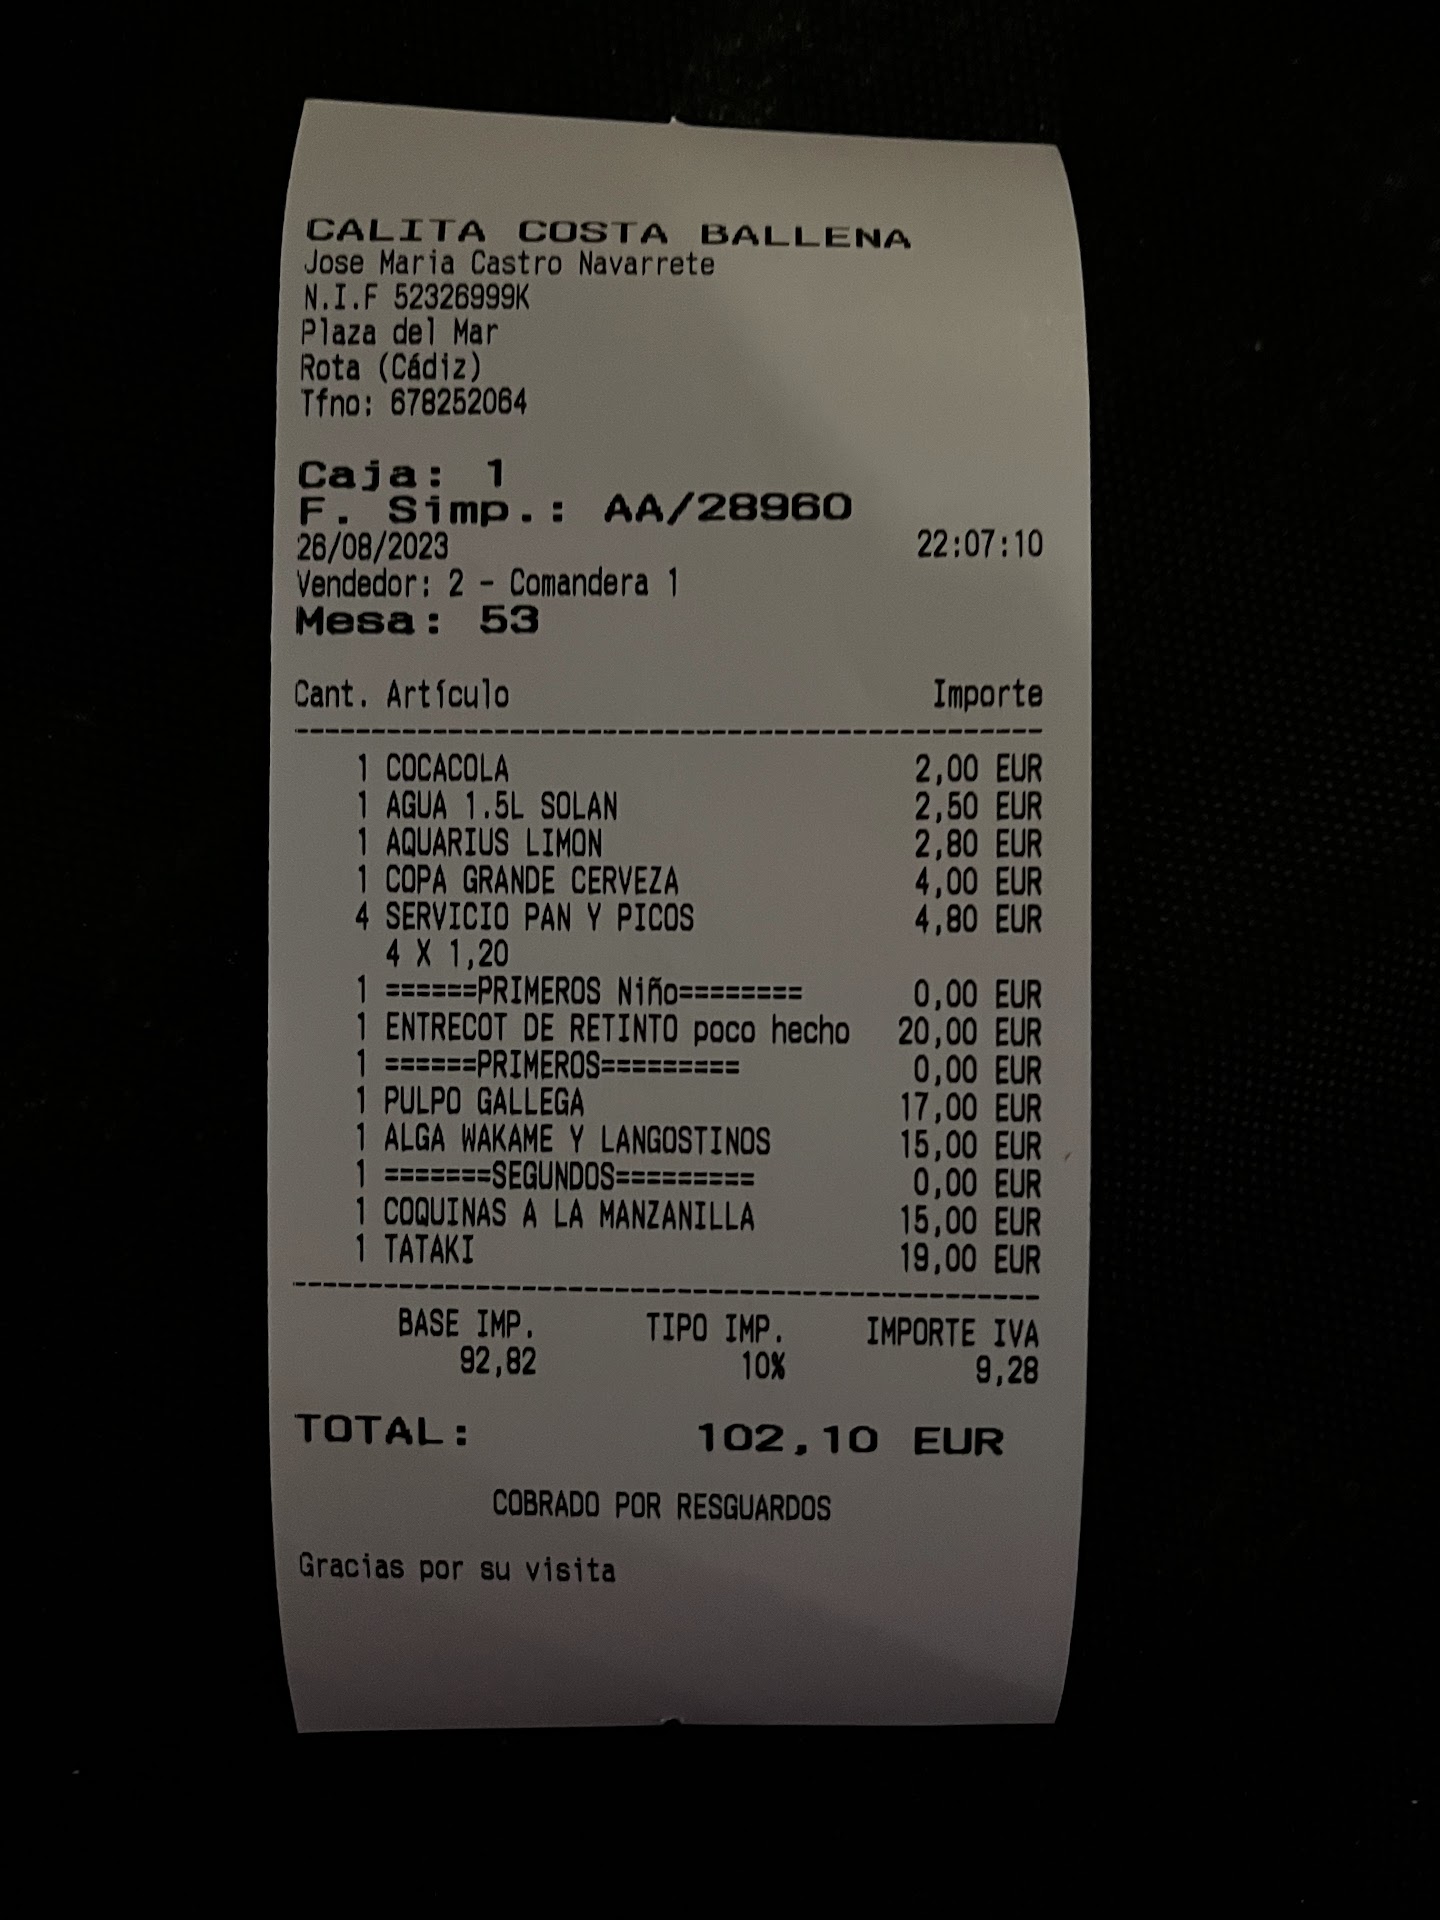 CALITA COSTA BALLENA
Jose Maria Castro Navarrete
N.I.F 52326999K
Plaza del Mar
Rota (Cádiz)
Tfno: 678252064
Caja: 1
F. Simp.: AA/28960
26/08/2023 22:07:10
Vendedor: 2 - Comandera 1
Mesa: 53
Cant. Artículo Importe
1 COCACOLA 2,00 EUR
1 AGUA 1.5L SOLAN 2,50 EUR
1 AQUARIUS LIMON 2,80 EUR
1 COPA GRANDE CERVEZA 4,00 EUR
4 SERVICIO PAN Y PICOS 4,80 EUR
4 X 1,20
1 ======PRIMEROS Niño======== 0,00 EUR
1 ENTRECOT DE RETINTO poco hecho 20,00 EUR
1 ======PRIMEROS========= 0,00 EUR
1 PULPO GALLEGA 17,00 EUR
1 ALGA WAKAME Y LANGOSTINOS 15,00 EUR
1 =======SEGUNDOS========= 0,00 EUR
1 COQUINAS A LA MANZANILLA 15,00 EUR
1 TATAKI 19,00 EUR
BASE IMP. TIPO IMP. IMPORTE IVA
92,82 10% 9,28
TOTAL: 102,10 EUR
COBRADO POR RESGUARDOS
Gracias por su visita